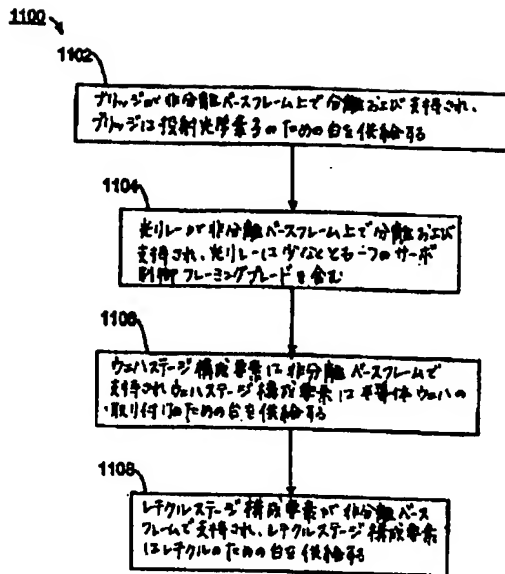 1100
1102
ブリッジが非分離ベースフレーム上で分離および支持され、
ブリッジは投射光学素子のための台を供給する
1104
光リレーが非分離ベースフレーム上で分離および
支持され、光リレーは少なくとも一つのサーボ
制御フレーミングブレードを含む
1106
ウェハステージ構成要素は非分離ベースフレームで
支持されウェハステージ構成要素は半導体ウェハの
取り付けのための台を供給する
1108
レチクルステージ構成要素が非分離ベース
フレームで支持され、レチクルステージ構成要素
はレチクルのための台を供給する